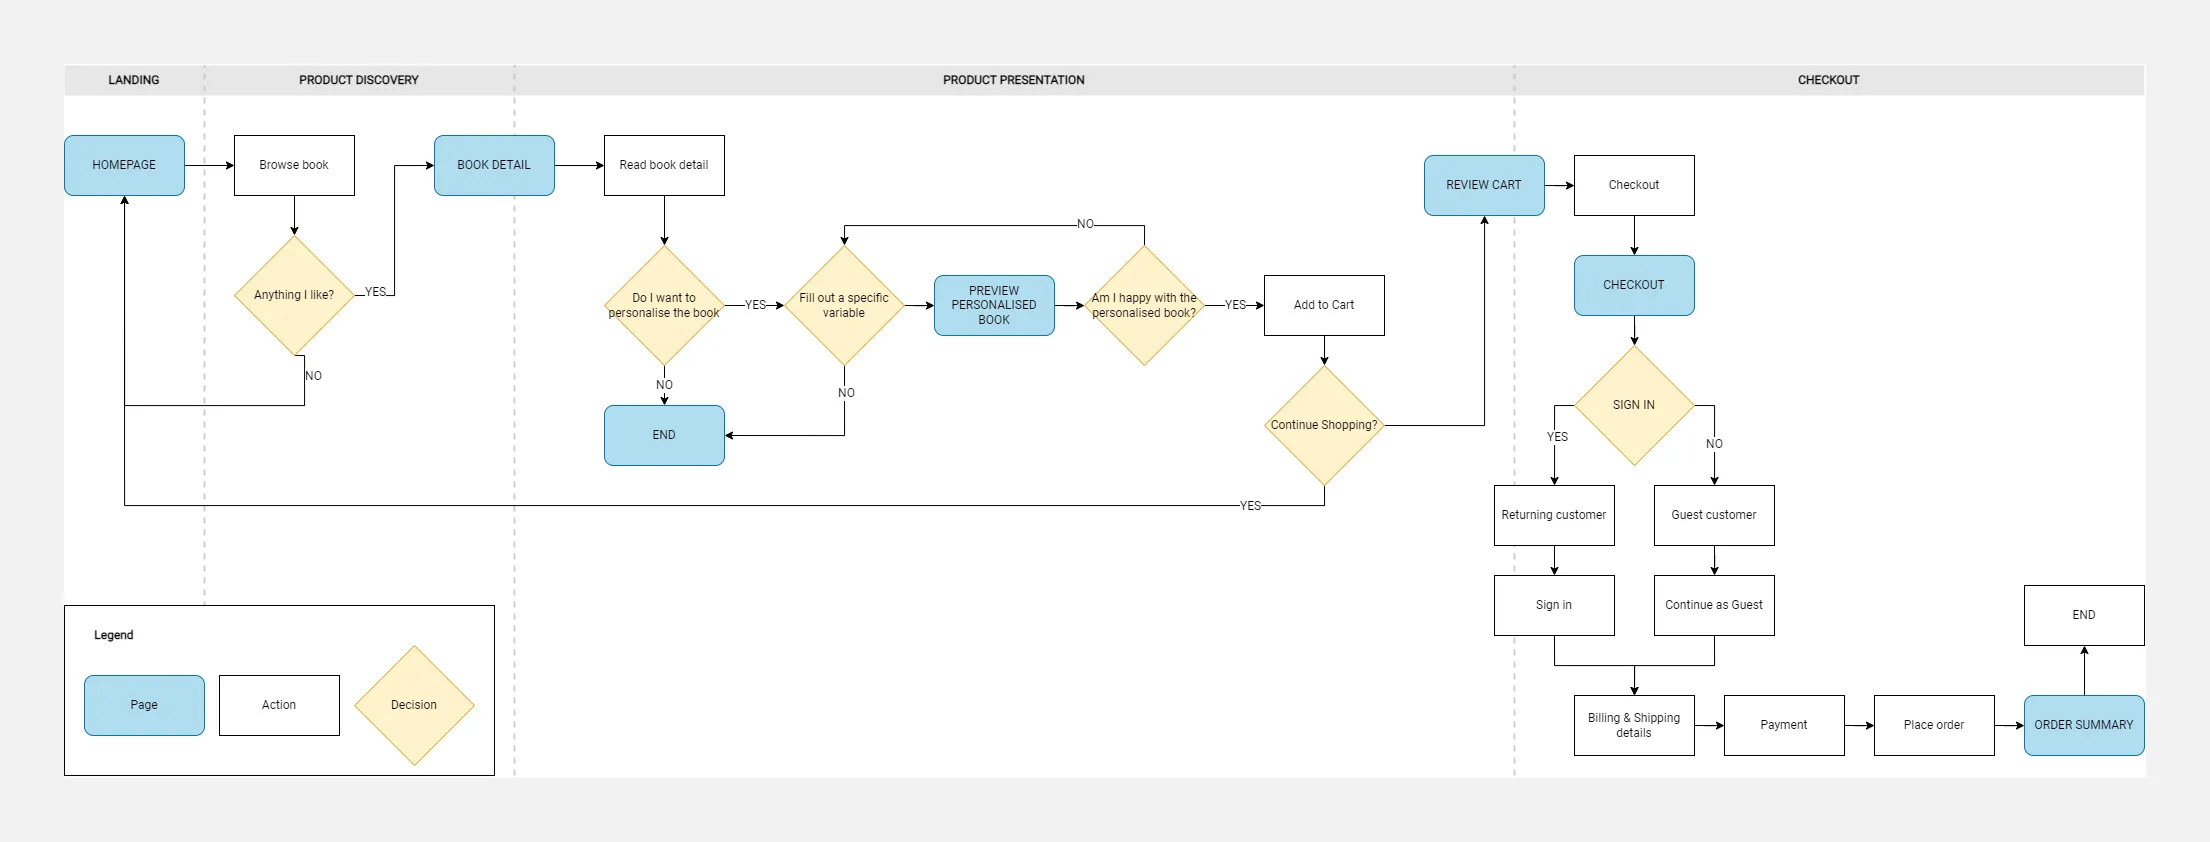 LANDING
PRODUCT DISCOVERY
PRODUCT PRESENTATION
CHECKOUT
HOMEPAGE
Browse book
BOOK DETAIL
Read book detail
REVIEW CART
Checkout
NO
Anything I like?
YES
CHECKOUT
Do I want to
personalise the book
YES
Fill out a specific
variable
PREVIEW
PERSONALISED
BOOK
Am I happy with the
personalised book?
YES
Add to Cart
NO
NO
NO
END
Continue Shopping?
SIGN IN
YES
NO
YES
Returning customer
Guest customer
Sign in
Continue as Guest
END
Legend
Page
Action
Decision
Billing & Shipping
details
Payment
Place order
ORDER SUMMARY